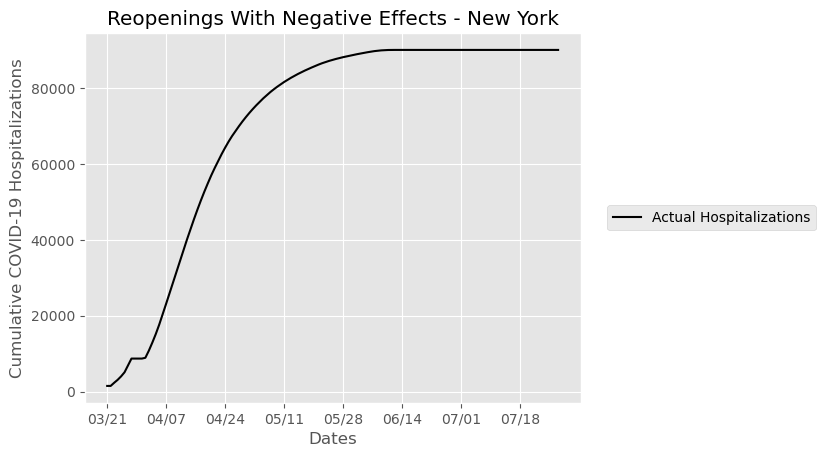 Reopenings With Negative Effects - New York
Cumulative COVID-19 Hospitalizations
80000
60000
40000
20000
0
03/21 04/07 04/24 05/11 05/28 06/14 07/01 07/18
Dates
Actual Hospitalizations